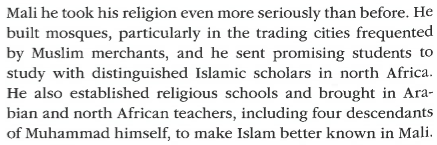 Mali he took his religion even more seriously than before. He
built mosques, particularly in the trading cities frequented
by Muslim merchants, and he sent promising students to
study with distinguished Islamic scholars in north Africa.
He also established religious schools and brought in Ara-
bian and north African teachers, including four descendants
of Muhammad himself, to make Islam better known in Mali.